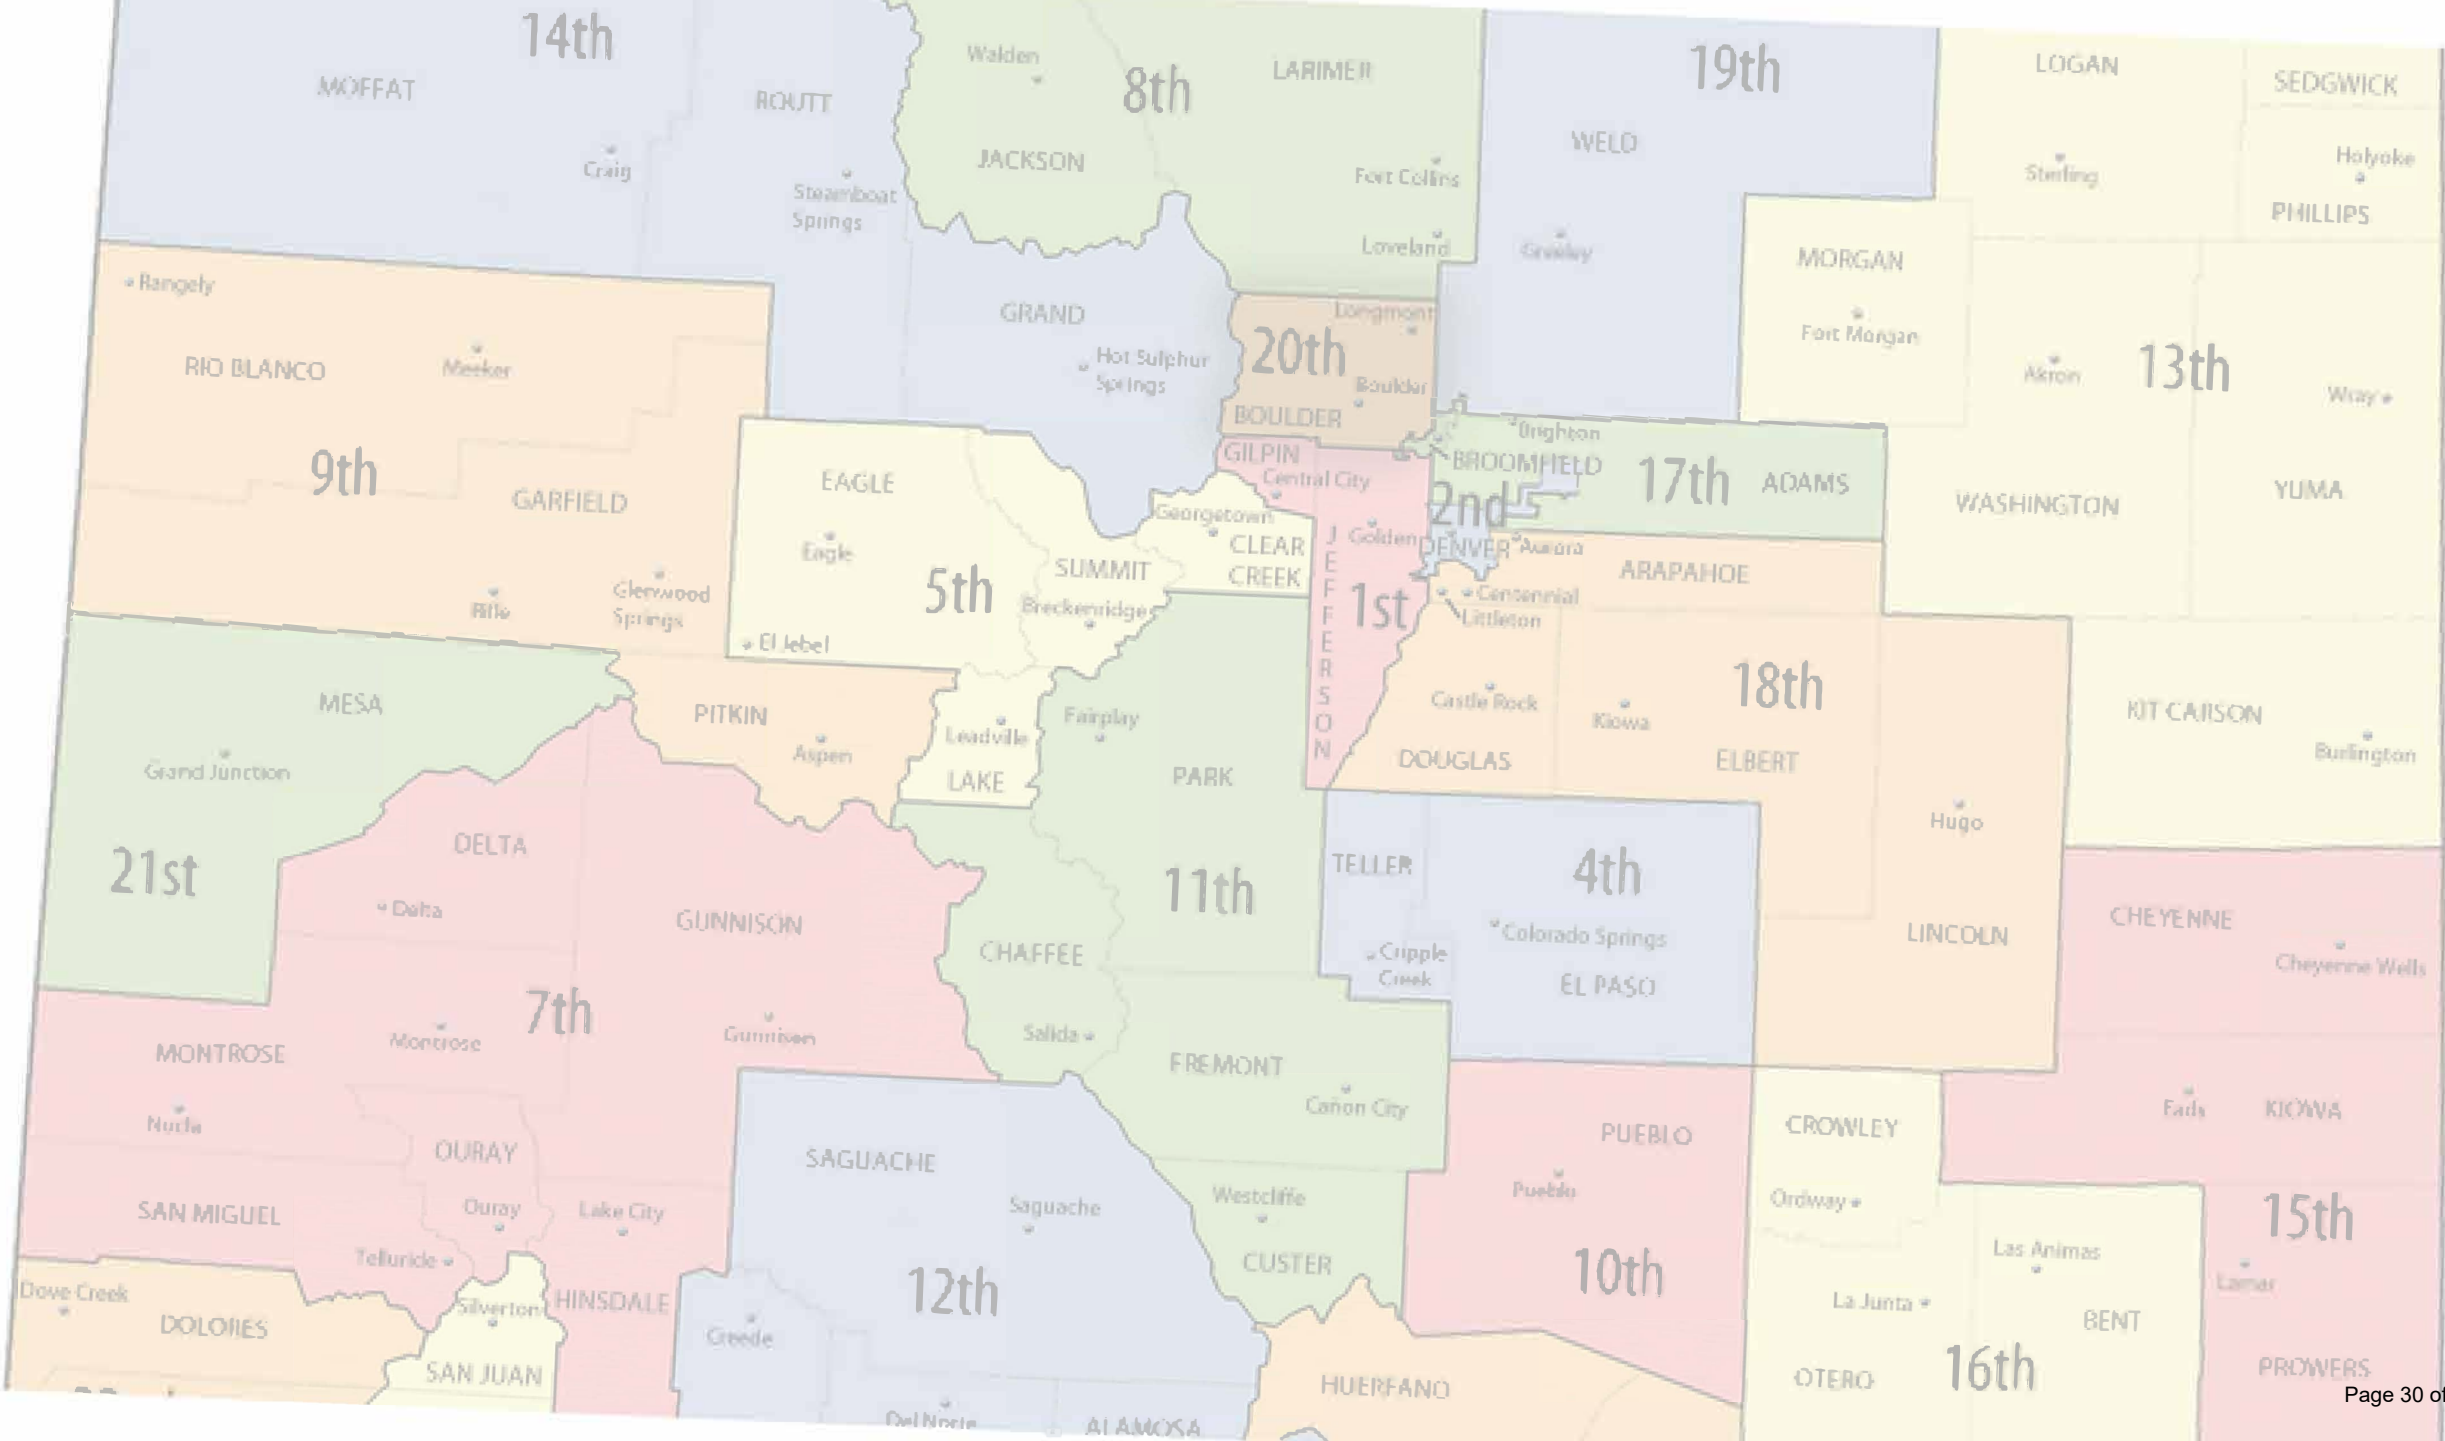 14th
8th
19th
MOFFAT
ROUTT
Walden
LARIMER
WELD
LOGAN
SEDGWICK
Craig
JACKSON
Fort Collins
Holyoke
Steamboat
Springs
Sterling
PHILLIPS
Loveland
Greeley
MORGAN
Rangely
GRAND
Longmont
Fort Morgan
RIO BLANCO
Meeker
Hot Sulphur
Springs
20th
Boulder
BOULDER
Akron
13th
Wray
9th
GARFIELD
EAGLE
GILPIN
Central City
Brighton
BROOMFIELD
17th
ADAMS
2nd
WASHINGTON
YUMA
Georgetown
CLEAR
CREEK
Golden
DENVER
Aurora
ARAPAHOE
Eagle
5th
SUMMIT
Breckenridge
JEFFERSON
1st
Centennial
Littleton
Rifle
Glenwood
Springs
El Jebel
MESA
PITKIN
Aspen
Leadville
LAKE
Fairplay
PARK
Castle Rock
DOUGLAS
Kiowa
18th
ELBERT
KIT CARSON
Burlington
Grand Junction
21st
DELTA
Delta
GUNNISON
11th
TELLER
4th
Hugo
CHEYENNE
Cheyenne Wells
CHAFFEE
Cripple
Creek
Colorado Springs
EL PASO
LINCOLN
7th
MONTROSE
Montrose
Gunnison
Salida
FREMONT
Cañon City
Nucla
OURAY
SAGUACHE
PUEBLO
CROWLEY
Eads
KIOWA
SAN MIGUEL
Ouray
Lake City
Saguache
Westcliffe
Pueblo
Ordway
15th
Telluride
CUSTER
10th
Las Animas
Lamar
Dove Creek
DOLORES
Silverton
HINSDALE
Creede
12th
La Junta
BENT
SAN JUAN
HUERFANO
OTERO
16th
PROWERS
Del Norte
ALAMOSA
Page 30 of